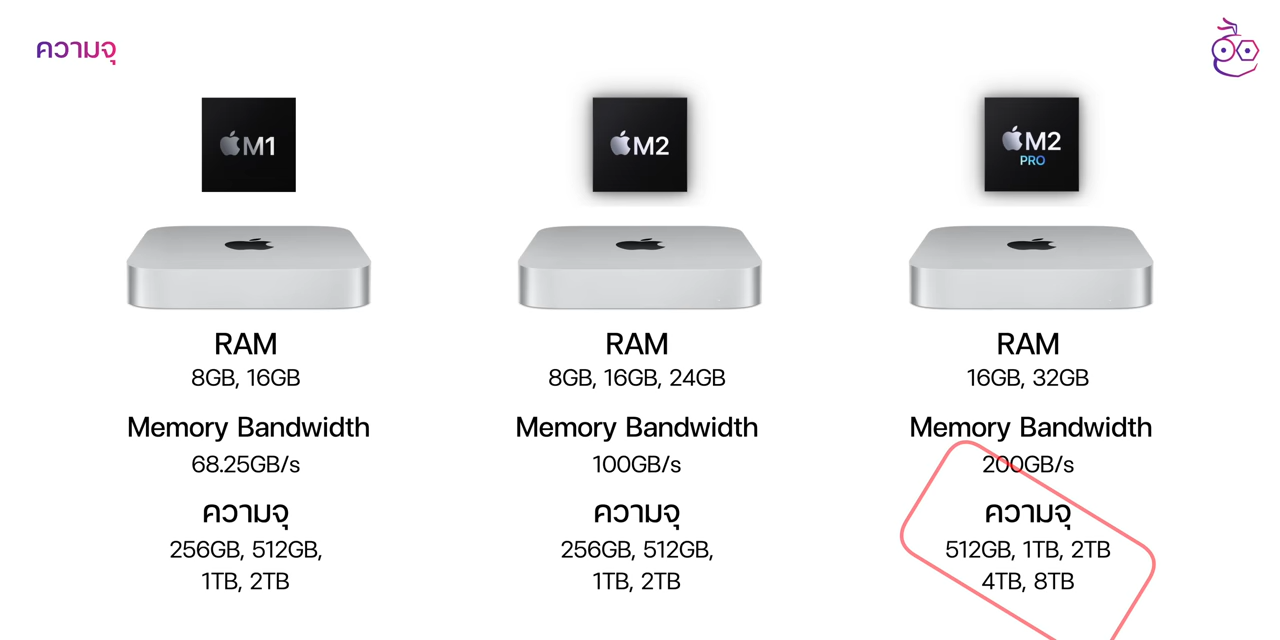 ความจุ
M1
M2
M2
PRO
RAM
8GB, 16GB
Memory Bandwidth
68.25GB/s
ความจุ
256GB, 512GB,
1TB, 2TB
RAM
8GB, 16GB, 24GB
Memory Bandwidth
100GB/s
ความจุ
256GB, 512GB,
1TB, 2TB
RAM
16GB, 32GB
Memory Bandwidth
200GB/s
ความจุ
512GB, 1TB, 2TB
4TB, 8TB